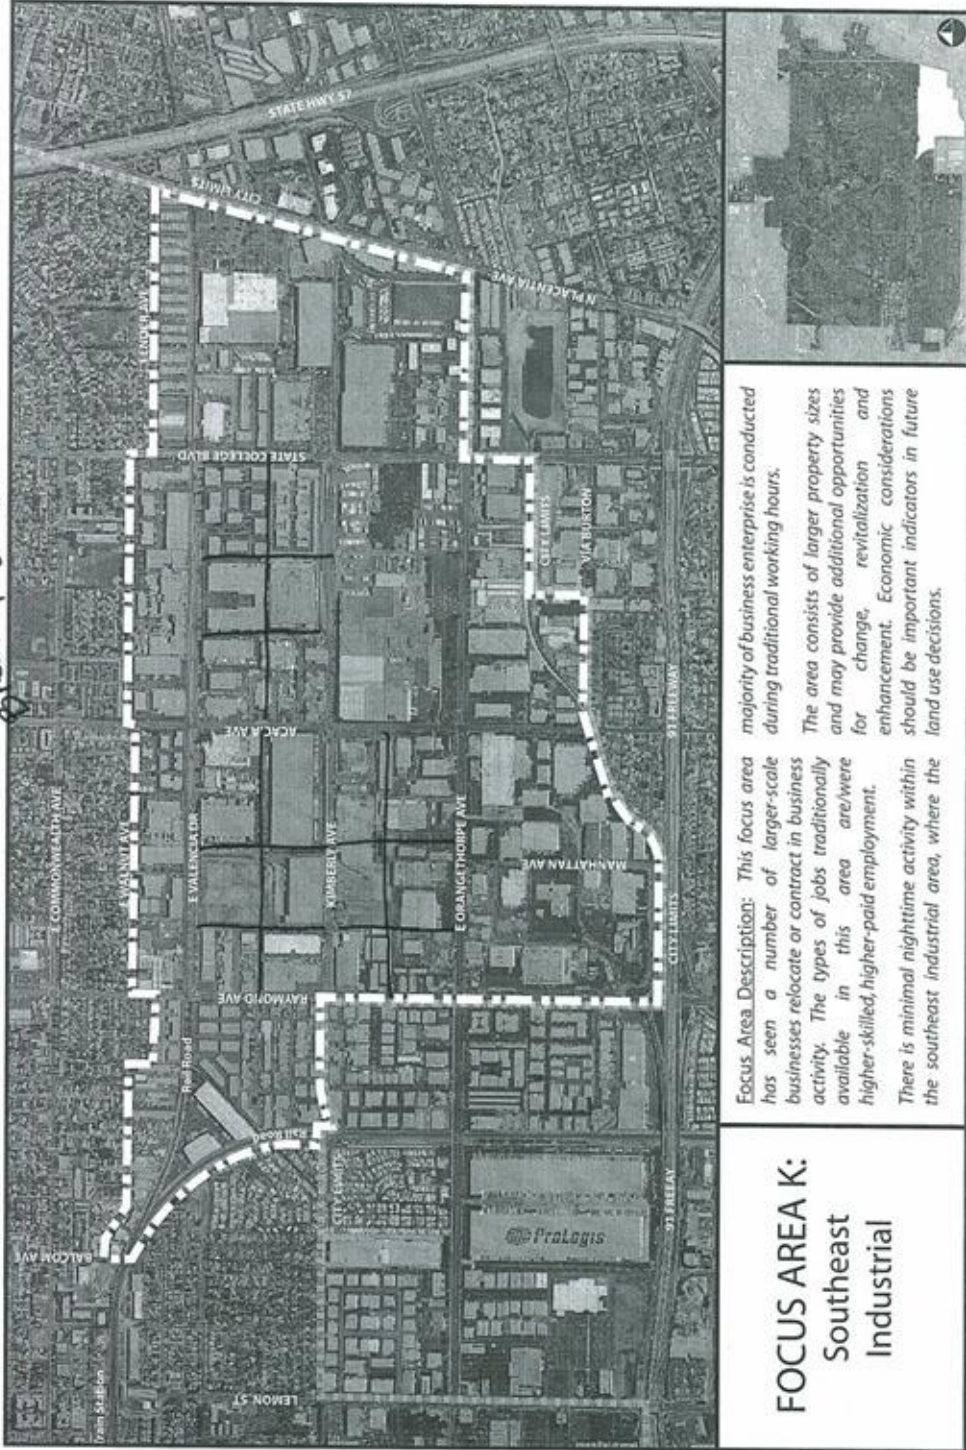 STATE HWY 57
CITY LIMITS
E WALNUT AVE
E COMMONWEALTH AVE
E VALENCIA DR
STATE COLLEGE BLVD
N PLACENTIA AVE
ACACIA AVE
KIMBERLY AVE
E ORANGETHORPE AVE
MANHATTAN AVE
CITY LIMITS
VIA BURTON
91 FREEWAY
CITY LIMITS
RAYMOND AVE
Rail Road
Rail Road
BALCOM AVE
Train Station
CITY LIMITS
LEMON ST
ProLogis
91 FREEAY
FOCUS AREA K:
Southeast
Industrial
Focus Area Description: This focus area
has seen a number of larger-scale
businesses relocate or contract in business
activity. The types of jobs traditionally
available in this area are/were
higher-skilled, higher-paid employment.
There is minimal nighttime activity within
the southeast industrial area, where the
majority of business enterprise is conducted
during traditional working hours.
The area consists of larger property sizes
and may provide additional opportunities
for change, revitalization and
enhancement. Economic considerations
should be important indicators in future
land use decisions.